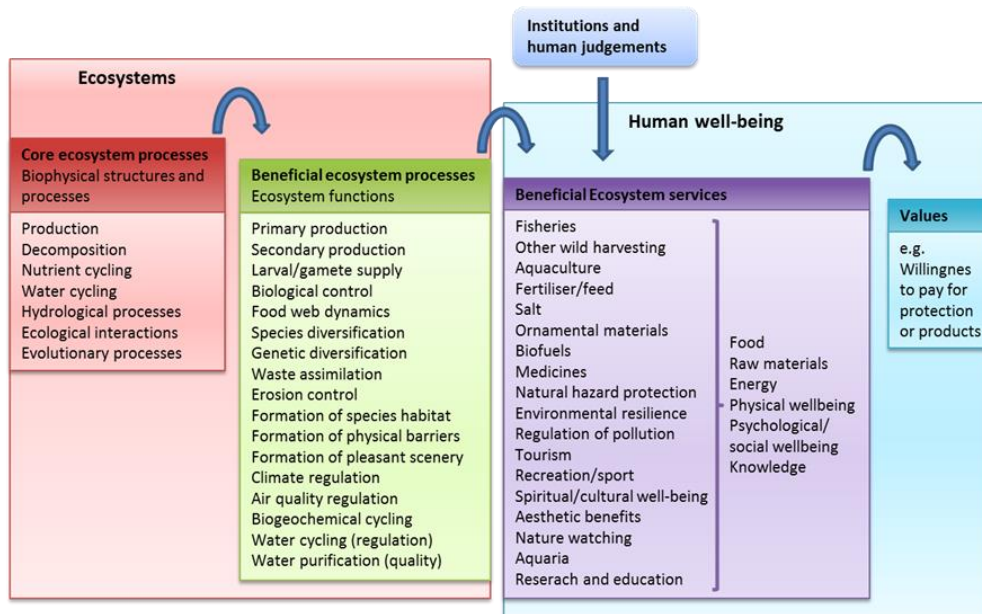 Institutions and
human judgements
Ecosystems
Human well-being
Core ecosystem processes
Biophysical structures and
processes
Production
Decomposition
Nutrient cycling
Water cycling
Hydrological processes
Ecological interactions
Evolutionary processes
Beneficial ecosystem processes
Ecosystem functions
Primary production
Secondary production
Larval/gamete supply
Biological control
Food web dynamics
Species diversification
Genetic diversification
Waste assimilation
Erosion control
Formation of species habitat
Formation of physical barriers
Formation of pleasant scenery
Climate regulation
Air quality regulation
Biogeochemical cycling
Water cycling (regulation)
Water purification (quality)
Beneficial Ecosystem services
Fisheries
Other wild harvesting
Aquaculture
Fertiliser/feed
Salt
Ornamental materials
Biofuels
Medicines
Natural hazard protection
Environmental resilience
Regulation of pollution
Tourism
Recreation/sport
Spiritual/cultural well-being
Aesthetic benefits
Nature watching
Aquaria
Reserach and education
Food
Raw materials
Energy
Physical wellbeing
Psychological/
social wellbeing
Knowledge
Values
e.g.
Willingnes
to pay for
protection
or products